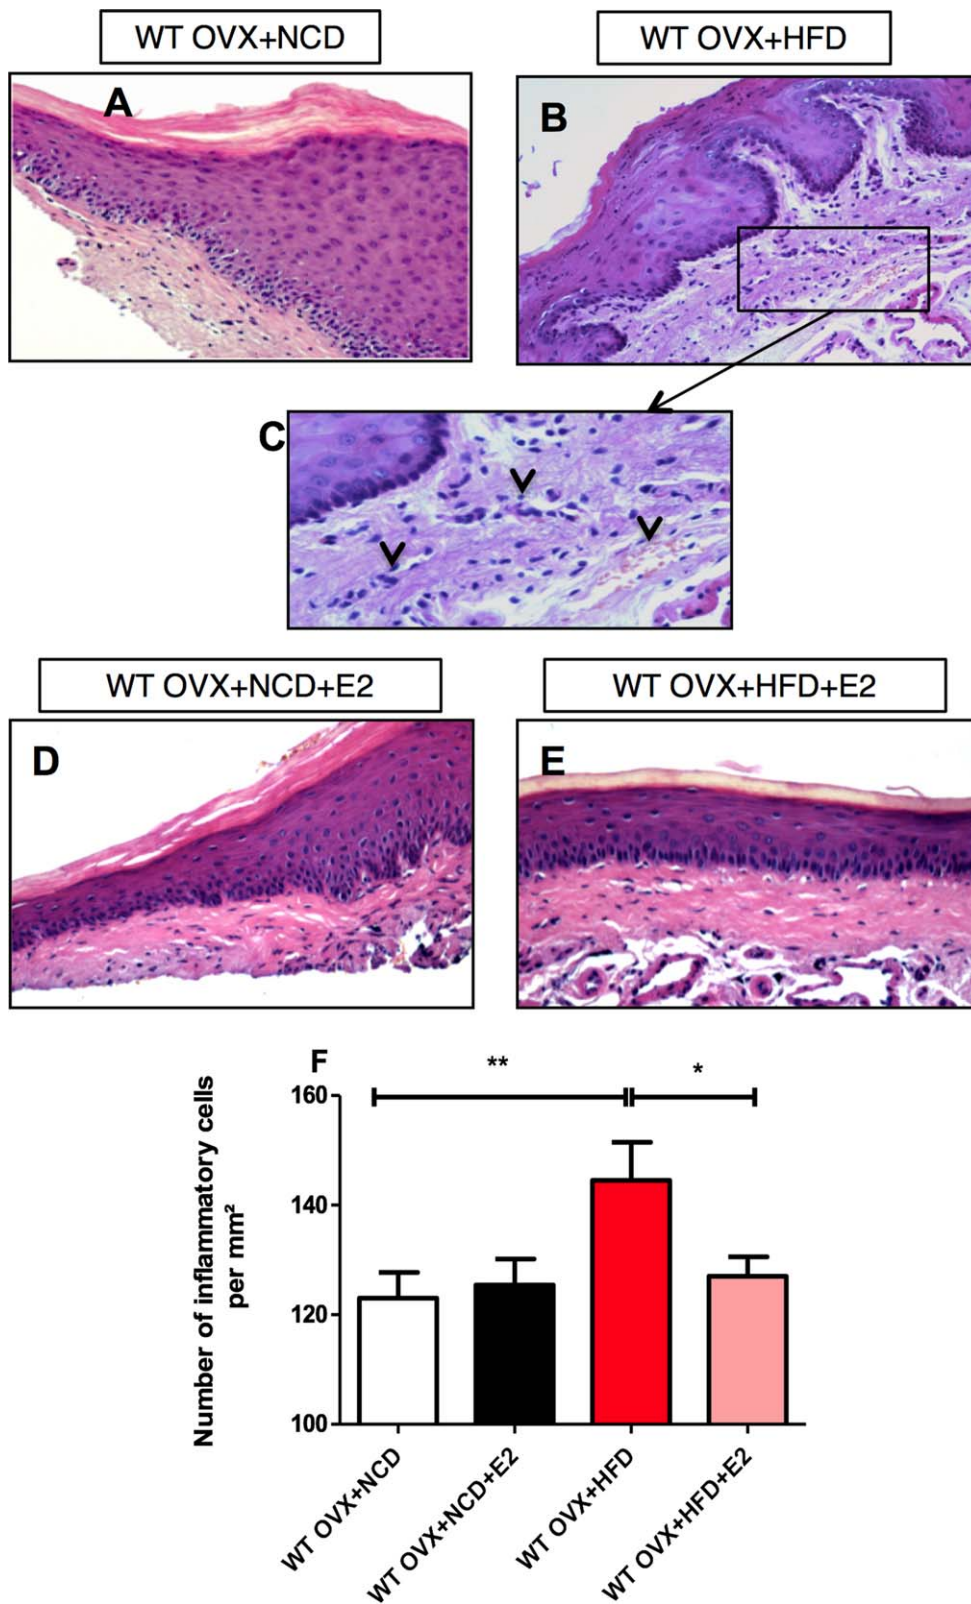 WT OVX+NCD
WT OVX+HFD
A
B
C
WT OVX+NCD+E2
WT OVX+HFD+E2
D
E
F
**
*
Number of inflammatory cells
per mm²
160
140
120
100
WT OVX+NCD
WT OVX+NCD+E2
WT OVX+HFD
WT OVX+HFD+E2